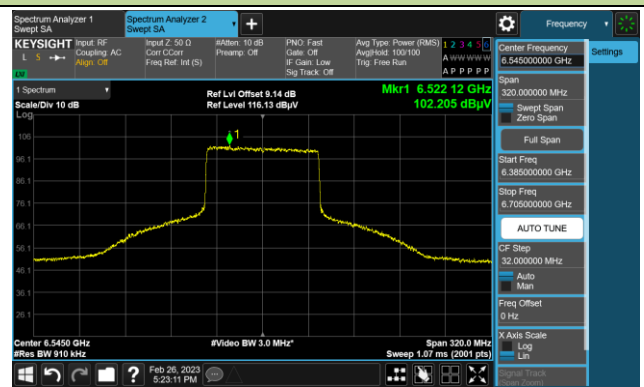 Spectrum Analyzer 1
Swept SA
Spectrum Analyzer 2
Swept SA
Frequency
KEYSIGHT
L S
LW
Input: RF
Coupling: AC
Align: Off
Input Z: 50 Ω
Corr CCorr
Freq Ref: Int (S)
#Atten: 10 dB
Preamp: Off
PNO: Fast
Gate: Off
IF Gain: Low
Sig Track: Off
Avg Type: Power (RMS)
Avg|Hold: 100/100
Trig: Free Run
1 2 3 4 5 6
A W W W W W
A P P P P P
1 Spectrum
Scale/Div 10 dB
Log
Ref Lvl Offset 9.14 dB
Ref Level 116.13 dBµV
Mkr1 6.522 12 GHz
102.205 dBµV
106
96.1
86.1
76.1
66.1
56.1
46.1
36.1
26.1
1
Center 6.5450 GHz
#Res BW 910 kHz
#Video BW 3.0 MHz*
Span 320.0 MHz
Sweep 1.07 ms (2001 pts)
Center Frequency
6.545000000 GHz
Settings
Span
320.000000 MHz
Swept Span
Zero Span
Full Span
Start Freq
6.385000000 GHz
Stop Freq
6.705000000 GHz
AUTO TUNE
CF Step
32.000000 MHz
Auto
Man
Freq Offset
0 Hz
X Axis Scale
Log
Lin
Signal Track
(Span Zoom)
?
Feb 26, 2023
5:23:11 PM